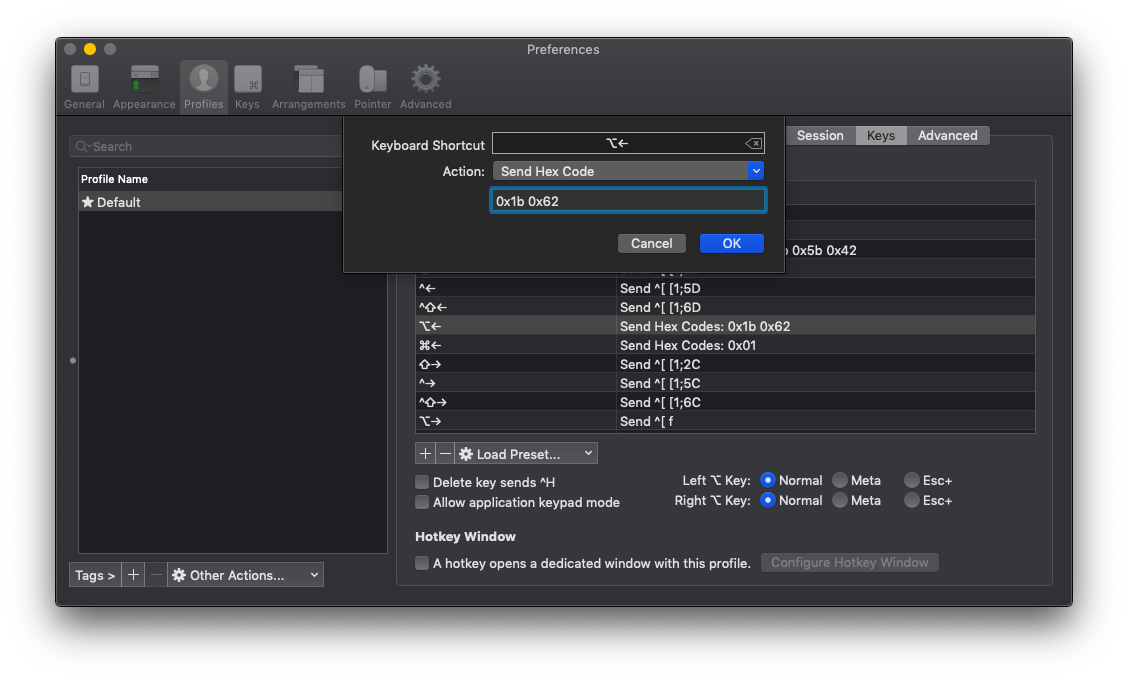 Preferences
General Appearance Profiles Keys Arrangements Pointer Advanced
Search
Profile Name
★ Default
Keyboard Shortcut ⌥←
Action: Send Hex Code
0x1b 0x62
Cancel OK
Session Keys Advanced
0x5b 0x42
^← Send ^[ [1;5D
^⇧← Send ^[ [1;6D
⌥← Send Hex Codes: 0x1b 0x62
⌘← Send Hex Codes: 0x01
⇧→ Send ^[ [1;2C
^→ Send ^[ [1;5C
^⇧→ Send ^[ [1;6C
⌥→ Send ^[ f
+ − Load Preset...
Delete key sends ^H
Allow application keypad mode
Left ⌥ Key: Normal Meta Esc+
Right ⌥ Key: Normal Meta Esc+
Hotkey Window
A hotkey opens a dedicated window with this profile. Configure Hotkey Window
Tags > + − Other Actions...